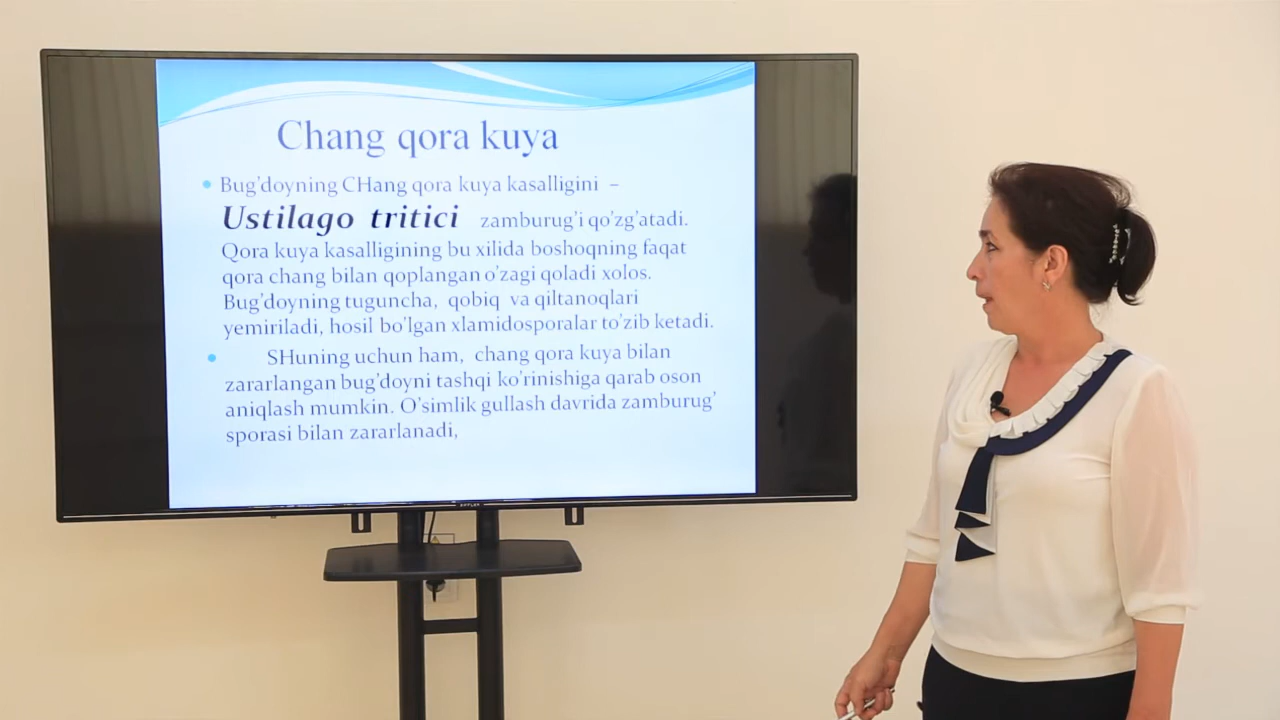 Chang qora kuya
Bug'doyning CHang qora kuya kasalligini –
Ustilago tritici zamburug'i qo'zg'atadi.
Qora kuya kasalligining bu xilida boshoqning faqat
qora chang bilan qoplangan o'zagi qoladi xolos.
Bug'doyning tuguncha, qobiq va qiltanoqlari
yemiriladi, hosil bo'lgan xlamidosporalar to'zib ketadi.
SHuning uchun ham, chang qora kuya bilan
zararlangan bug'doyni tashqi ko'rinishiga qarab oson
aniqlash mumkin. O'simlik gullash davrida zamburug'
sporasi bilan zararlanadi,